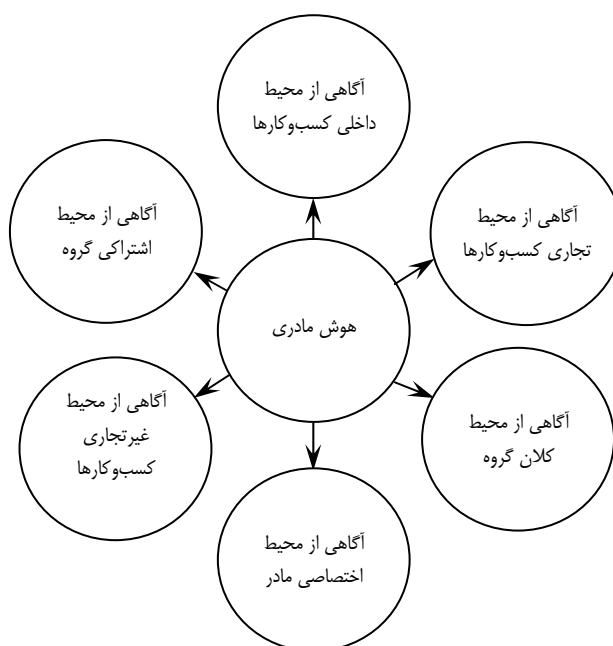 آگاهی از محیط
داخلی کسب‌وکارها
آگاهی از محیط
تجاری کسب‌وکارها
آگاهی از محیط
اشتراکی گروه
هوش مادری
آگاهی از محیط
غیرتجاری
کسب‌وکارها
آگاهی از محیط
کلان گروه
آگاهی از محیط
اختصاصی مادر